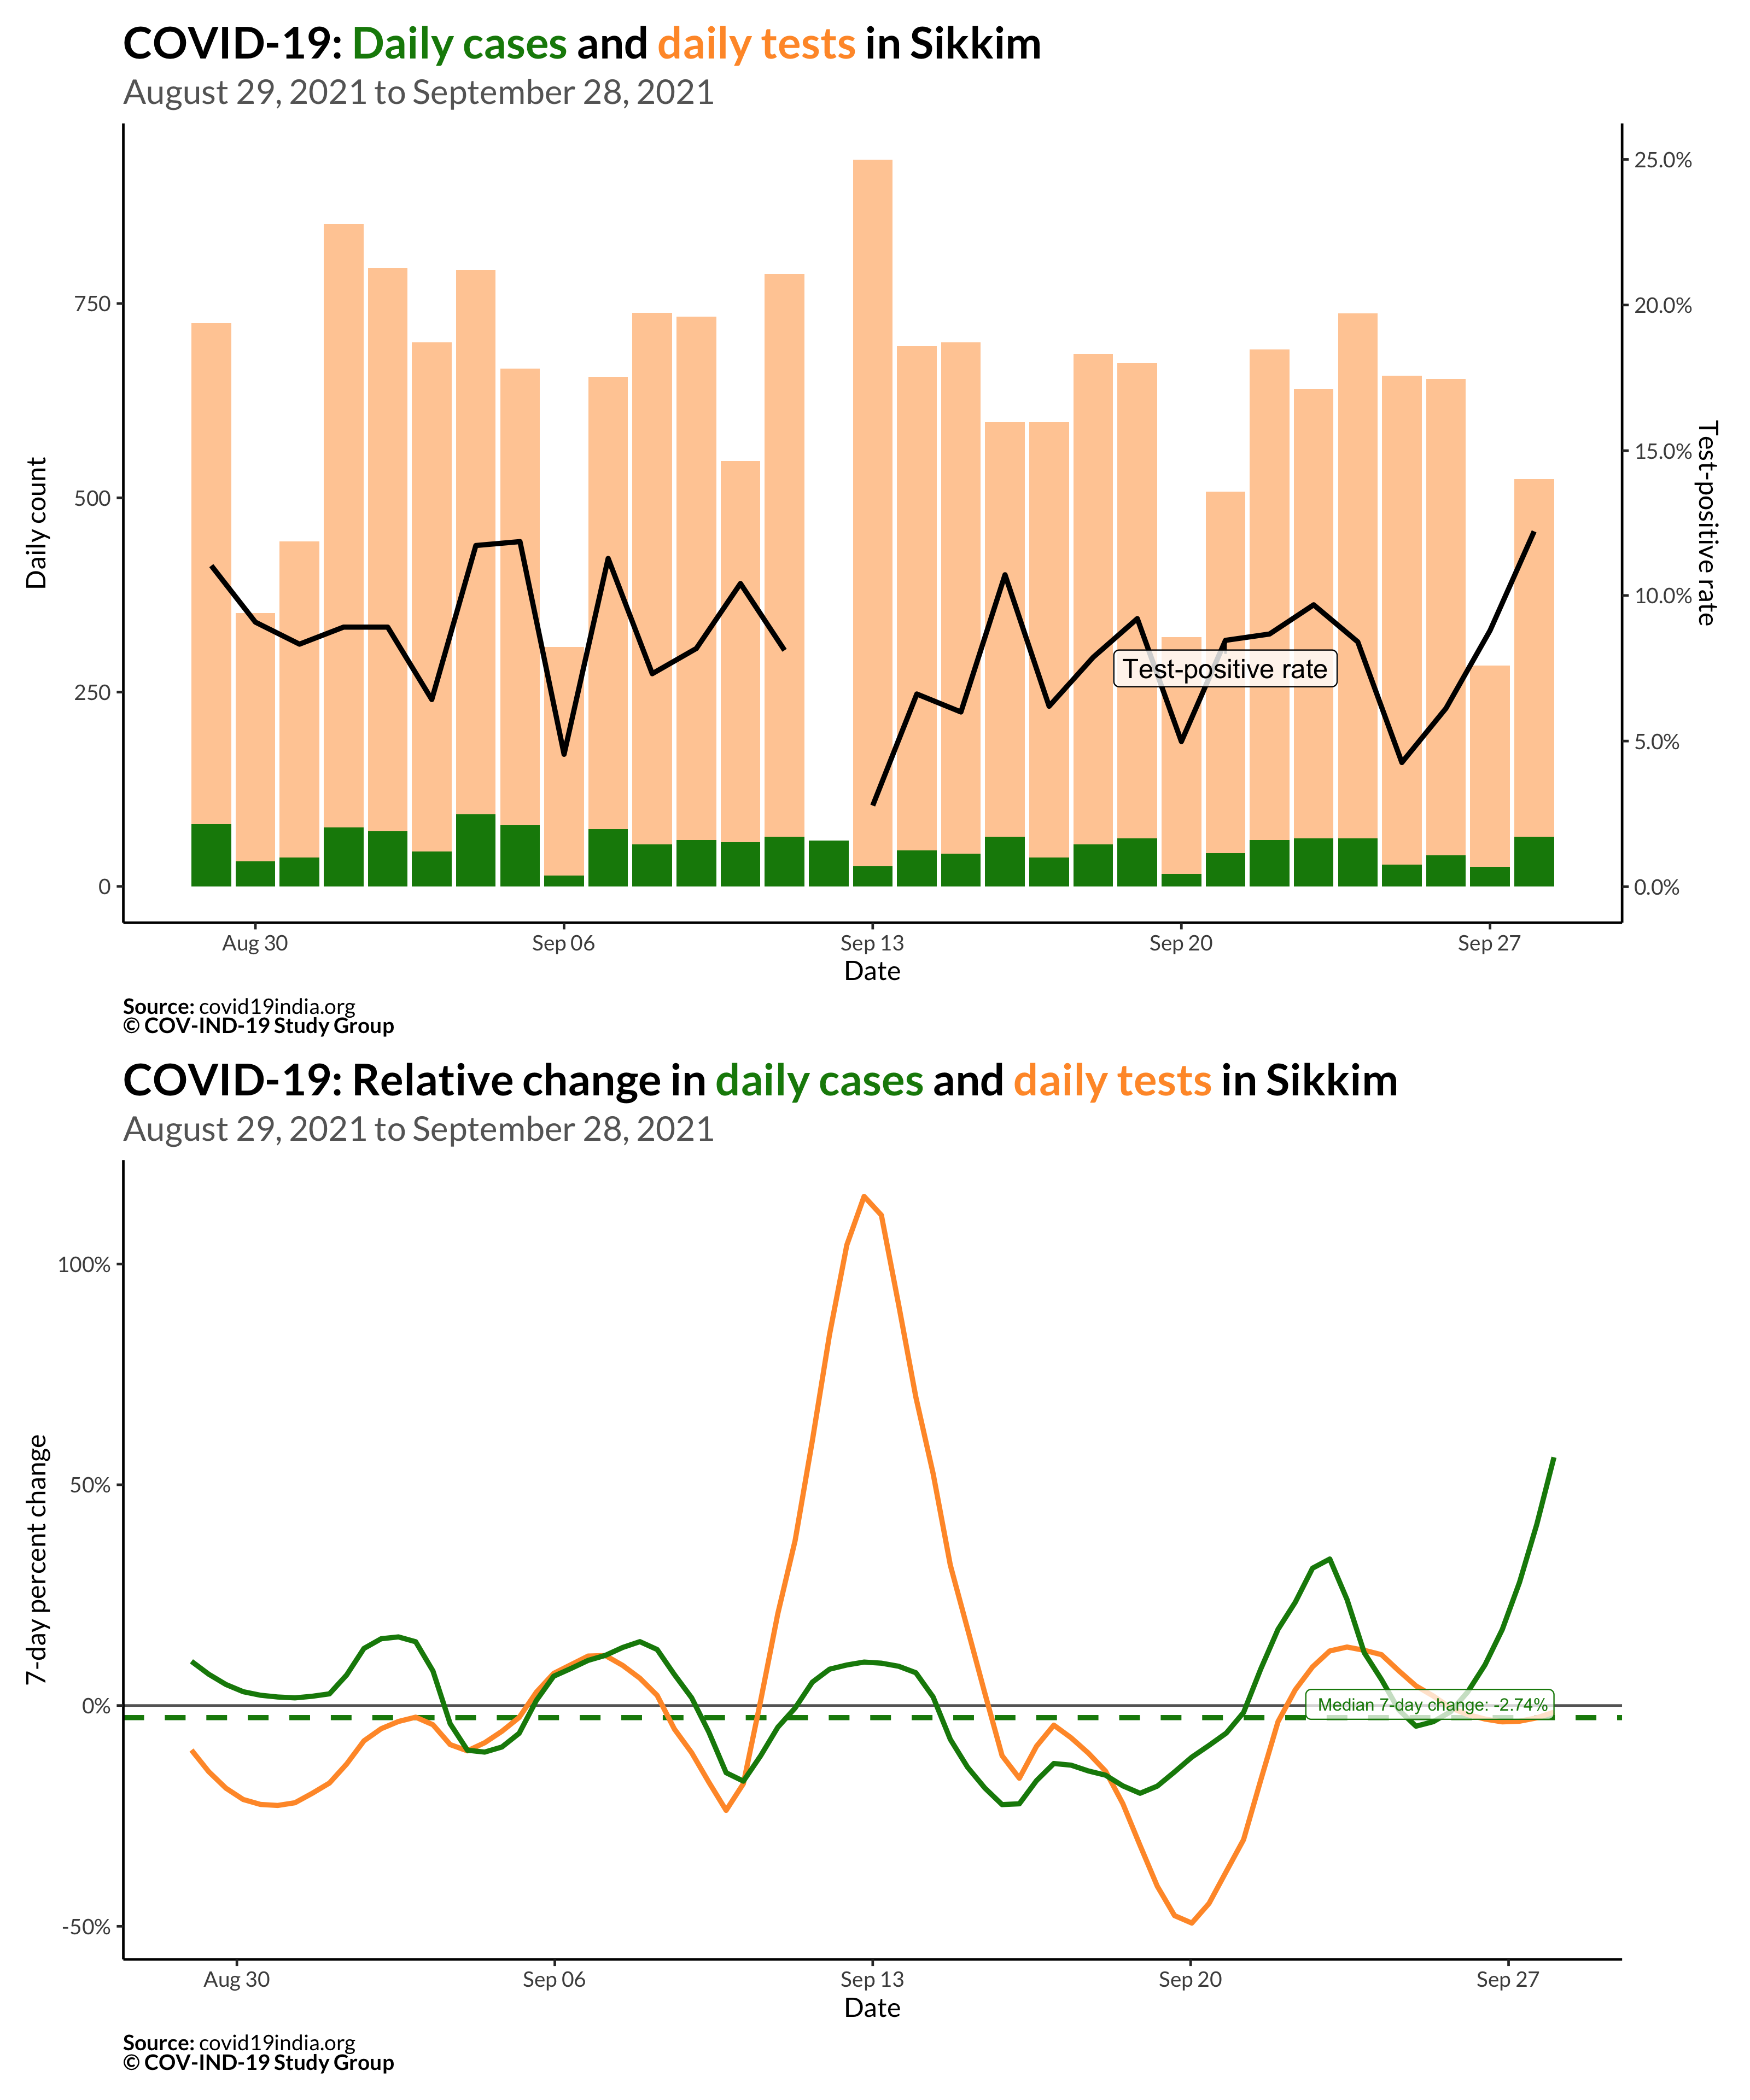 COVID-19: Daily cases and daily tests in Sikkim
August 29, 2021 to September 28, 2021
25.0%
20.0%
750
15.0%
500
10.0%
250
5.0%
0
0.0%
Daily count
Test-positive rate
Test-positive rate
Aug 30
Sep 06
Sep 13
Sep 20
Sep 27
Date
Source: covid19india.org
© COV-IND-19 Study Group
COVID-19: Relative change in daily cases and daily tests in Sikkim
August 29, 2021 to September 28, 2021
100%
50%
0%
-50%
7-day percent change
Median 7-day change: -2.74%
Aug 30
Sep 06
Sep 13
Sep 20
Sep 27
Date
Source: covid19india.org
© COV-IND-19 Study Group